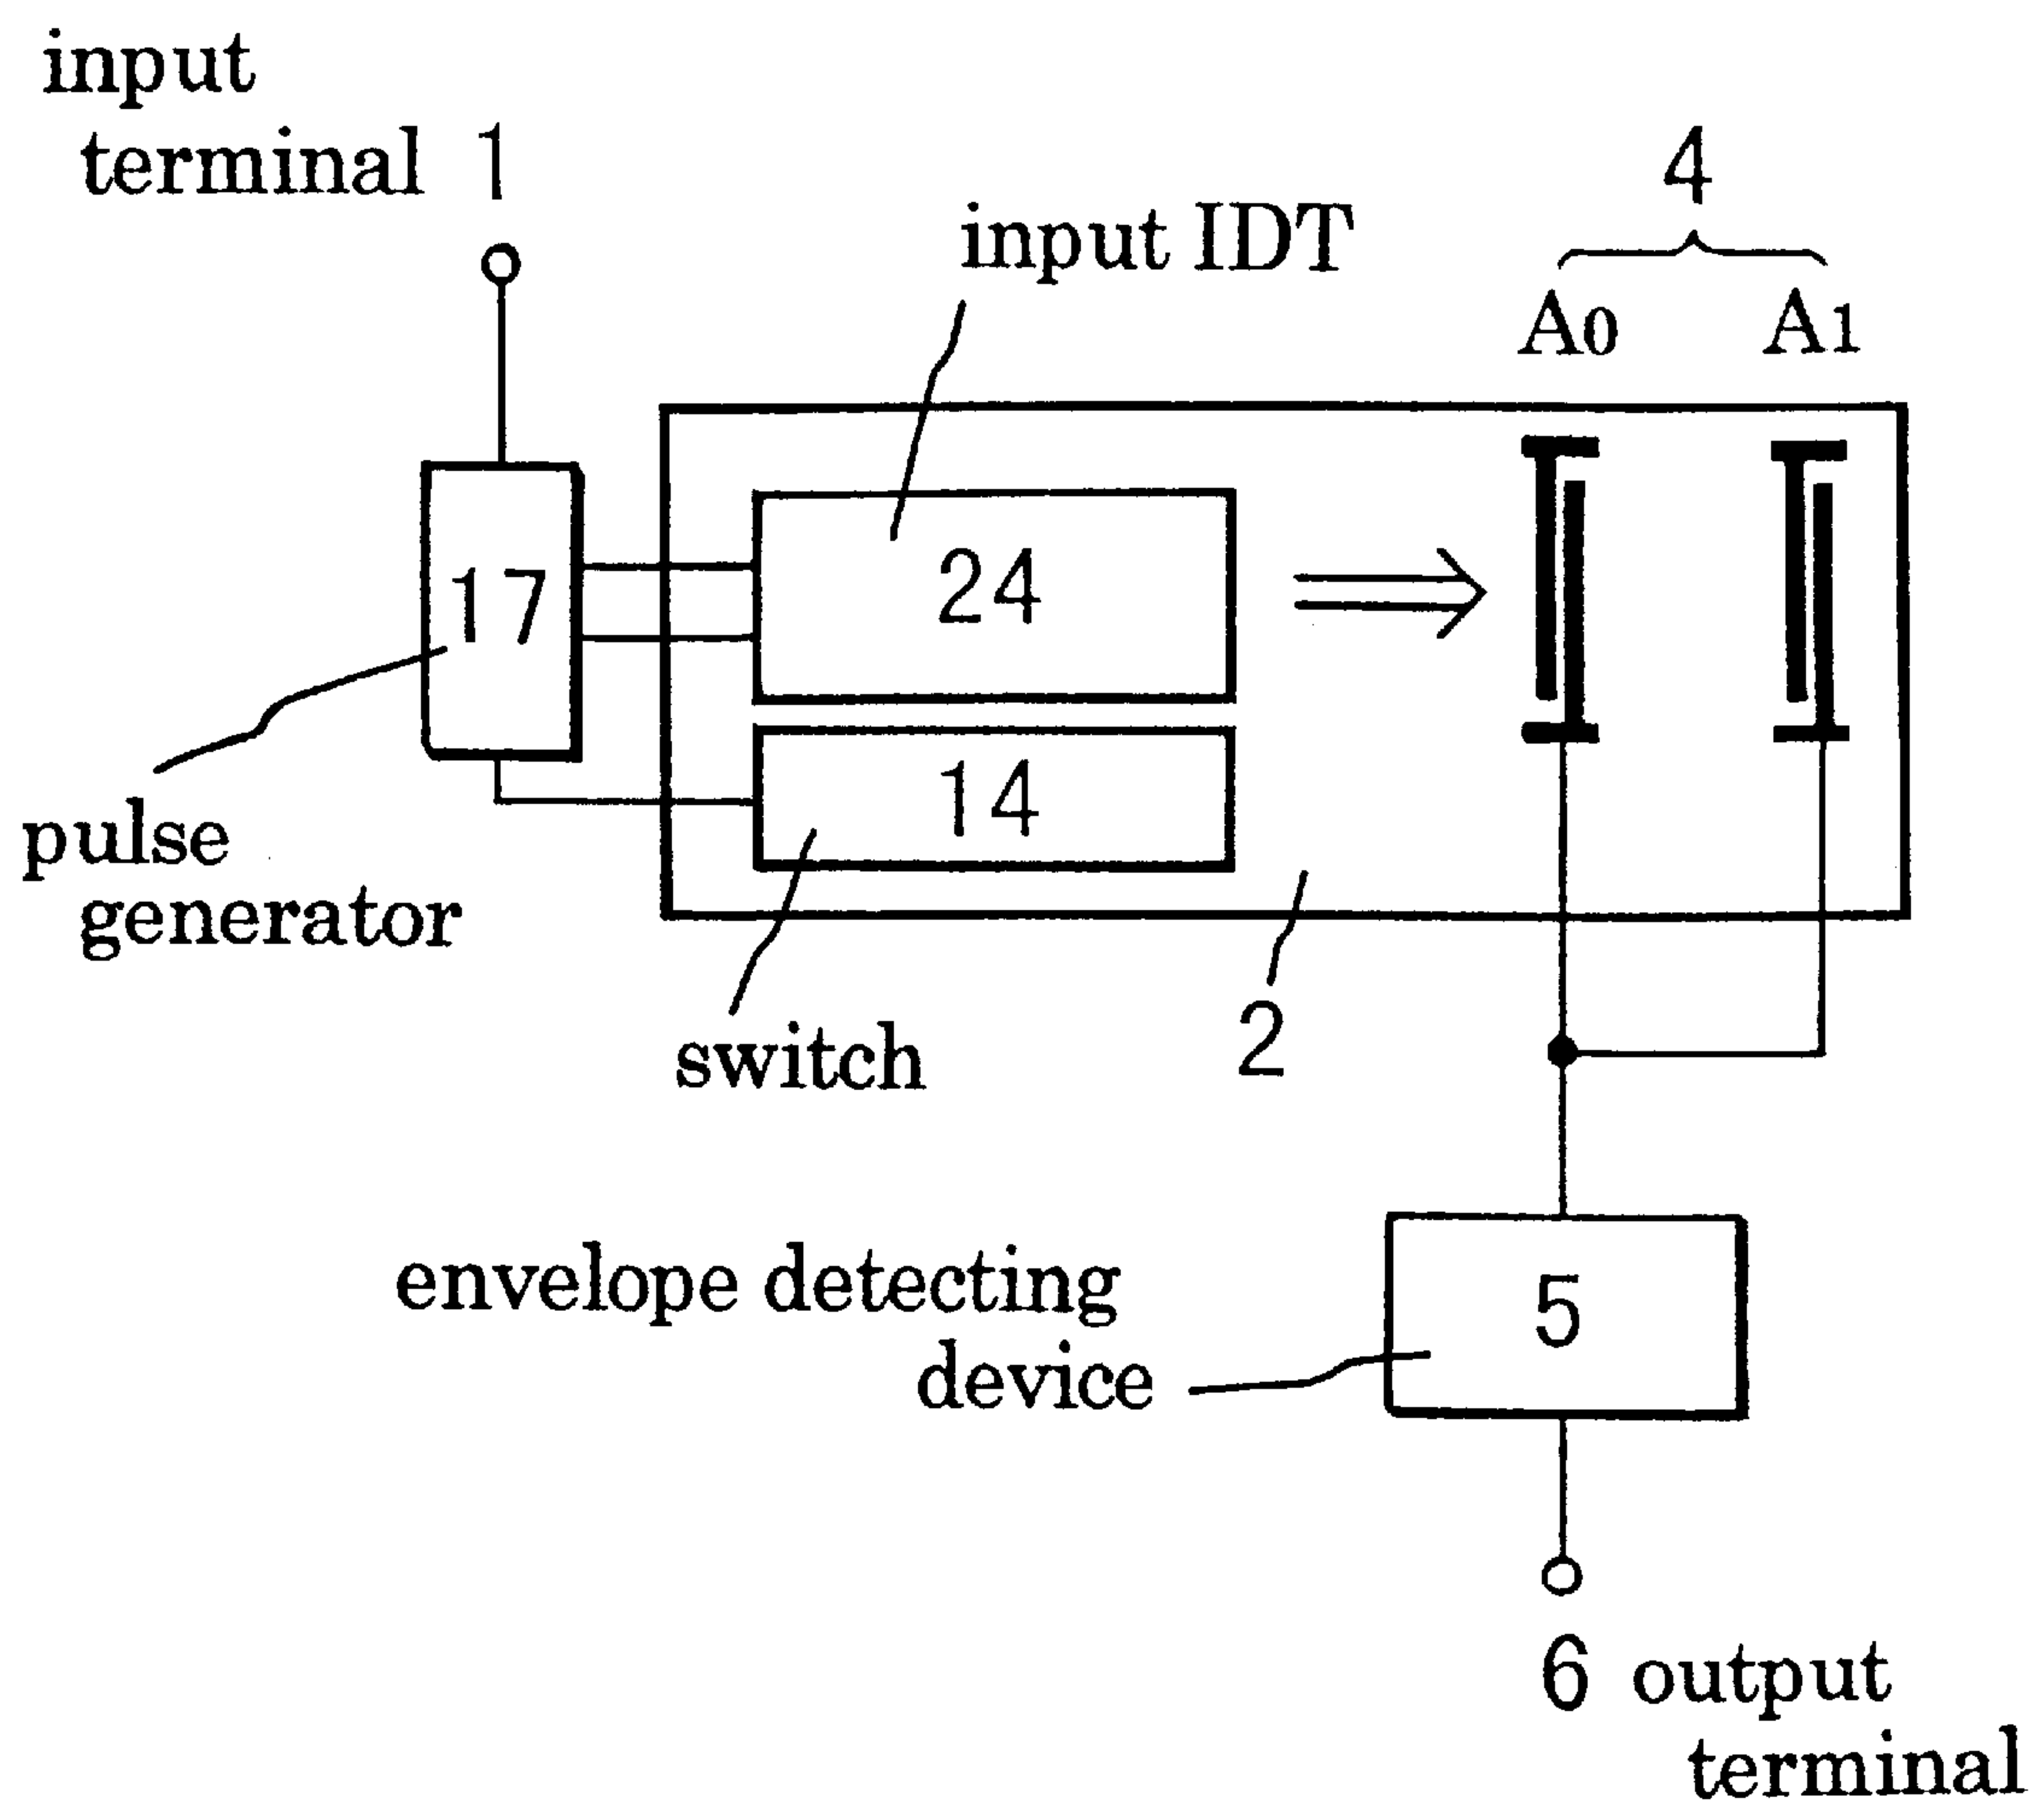 input
terminal 1
4
input IDT
A0 A1
17
24
14
pulse
generator
switch
2
envelope detecting
device
5
6 output
terminal